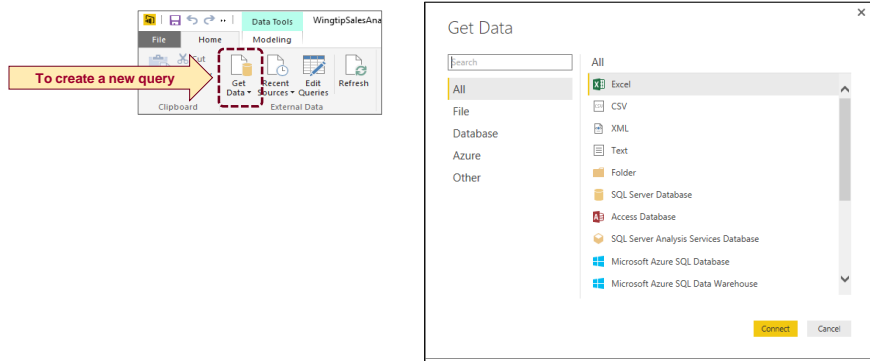 Data Tools WingtipSalesAna
File Home Modeling
Cut
To create a new query
Get Data Recent Sources Edit Queries Refresh
Clipboard External Data
Get Data
Search
All
File
Database
Azure
Other
All
Excel
CSV
XML
Text
Folder
SQL Server Database
Access Database
SQL Server Analysis Services Database
Microsoft Azure SQL Database
Microsoft Azure SQL Data Warehouse
Connect Cancel